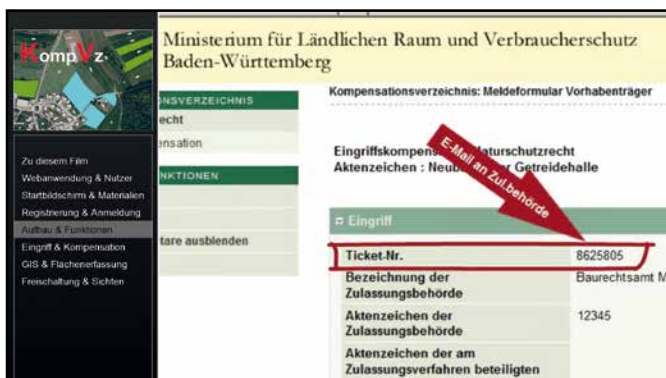 KompVz
Zu diesem Film
Webanwendung & Nutzer
Startbildschirm & Materialien
Registrierung & Anmeldung
Aufbau & Funktionen
Eingriff & Kompensation
GIS & Flächenerfassung
Freischaltung & Sichten
Ministerium für Ländlichen Raum und Verbraucherschutz
Baden-Württemberg
ONSVERZEICHNIS
echt
ensation
NKTIONEN
tare ausblenden
Kompensationsverzeichnis: Meldeformular Vorhabenträger
Eingriffskompens aturschutzrecht
Aktenzeichen : Neub r Getreidehalle
E-Mail an Zul.behörde
Eingriff
Ticket-Nr. 8625805
Bezeichnung der Baurechtsamt M
Zulassungsbehörde
Aktenzeichen der 12345
Zulassungsbehörde
Aktenzeichen der am
Zulassungsverfahren beteiligten